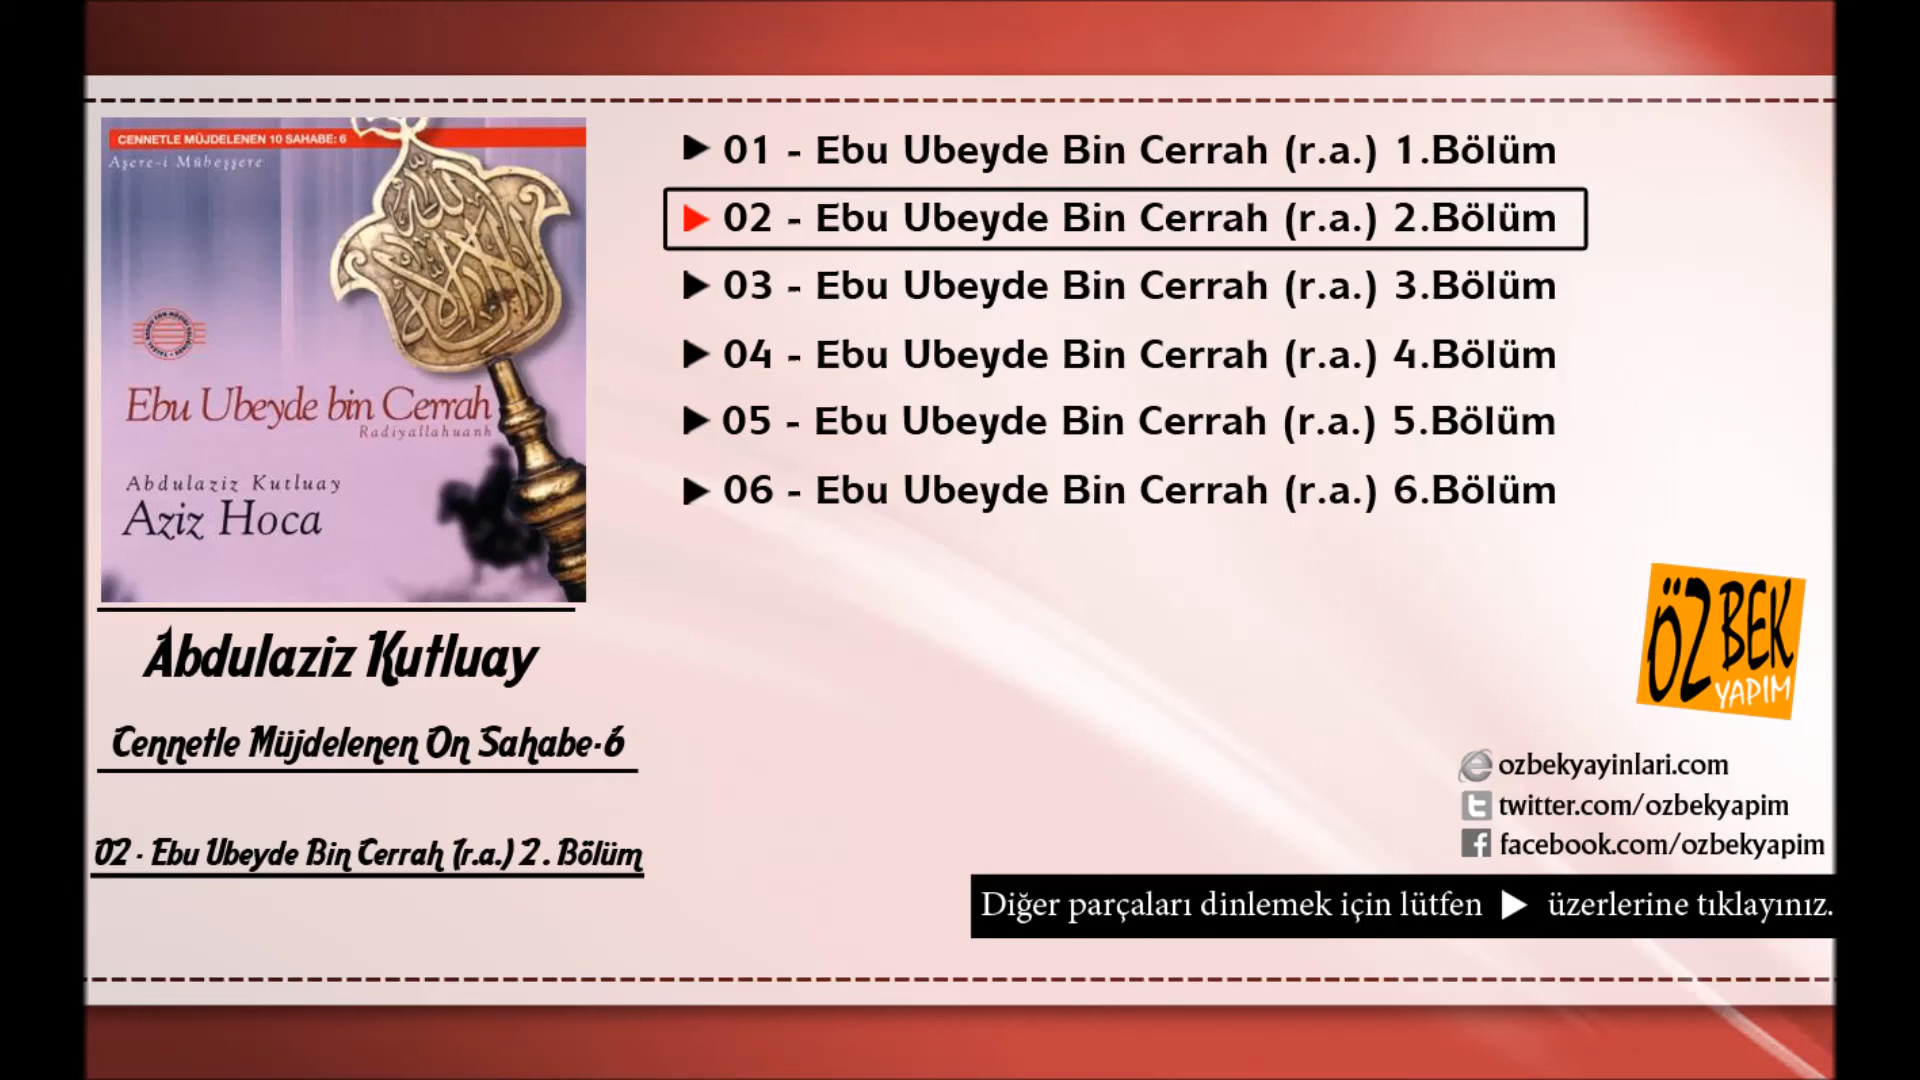 CENNETLE MÜJDELENEN 10 SAHABE: 6
Aşere-i Mübeşşere
Ebu Ubeyde bin Cerrah
Radiyallahuanh
Abdulaziz Kutluay
Aziz Hoca
Abdulaziz Kutluay
Cennetle Müjdelenen On Sahabe-6
02 - Ebu Ubeyde Bin Cerrah (r.a.) 2. Bölüm
01 - Ebu Ubeyde Bin Cerrah (r.a.) 1.Bölüm
02 - Ebu Ubeyde Bin Cerrah (r.a.) 2.Bölüm
03 - Ebu Ubeyde Bin Cerrah (r.a.) 3.Bölüm
04 - Ebu Ubeyde Bin Cerrah (r.a.) 4.Bölüm
05 - Ebu Ubeyde Bin Cerrah (r.a.) 5.Bölüm
06 - Ebu Ubeyde Bin Cerrah (r.a.) 6.Bölüm
ÖZBEK
YAPIM
ozbekyayinlari.com
twitter.com/ozbekyapim
facebook.com/ozbekyapim
Diğer parçaları dinlemek için lütfen ▶ üzerlerine tıklayınız.